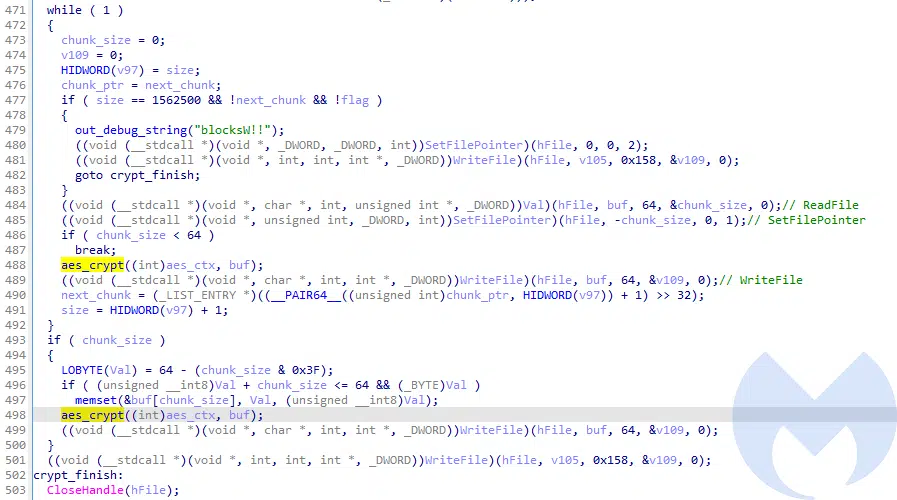 471 while ( 1 )
472 {
473 chunk_size = 0;
474 v109 = 0;
475 HIDWORD(v97) = size;
476 chunk_ptr = next_chunk;
477 if ( size == 1562500 && !next_chunk && !flag )
478 {
479 out_debug_string("blocksW!!");
480 ((void (__stdcall *)(void *, _DWORD, _DWORD, int))SetFilePointer)(hFile, 0, 0, 2);
481 ((void (__stdcall *)(void *, int, int, int *, _DWORD))WriteFile)(hFile, v105, 0x158, &v109, 0);
482 goto crypt_finish;
483 }
484 ((void (__stdcall *)(void *, char *, int, unsigned int *, _DWORD))Val)(hFile, buf, 64, &chunk_size, 0);// ReadFile
485 ((void (__stdcall *)(void *, unsigned int, _DWORD, int))SetFilePointer)(hFile, -chunk_size, 0, 1);// SetFilePointer
486 if ( chunk_size < 64 )
487 break;
488 aes_crypt((int)aes_ctx, buf);
489 ((void (__stdcall *)(void *, char *, int, int *, _DWORD))WriteFile)(hFile, buf, 64, &v109, 0);// WriteFile
490 next_chunk = (_LIST_ENTRY *)((__PAIR64__((unsigned int)chunk_ptr, HIDWORD(v97)) + 1) >> 32);
491 size = HIDWORD(v97) + 1;
492 }
493 if ( chunk_size )
494 {
495 LOBYTE(Val) = 64 - (chunk_size & 0x3F);
496 if ( (unsigned __int8)Val + chunk_size <= 64 && (_BYTE)Val )
497 memset(&buf[chunk_size], Val, (unsigned __int8)Val);
498 aes_crypt((int)aes_ctx, buf);
499 ((void (__stdcall *)(void *, char *, int, int *, _DWORD))WriteFile)(hFile, buf, 64, &v109, 0);
500 }
501 ((void (__stdcall *)(void *, int, int, int *, _DWORD))WriteFile)(hFile, v105, 0x158, &v109, 0);
502 crypt_finish:
503 CloseHandle(hFile);